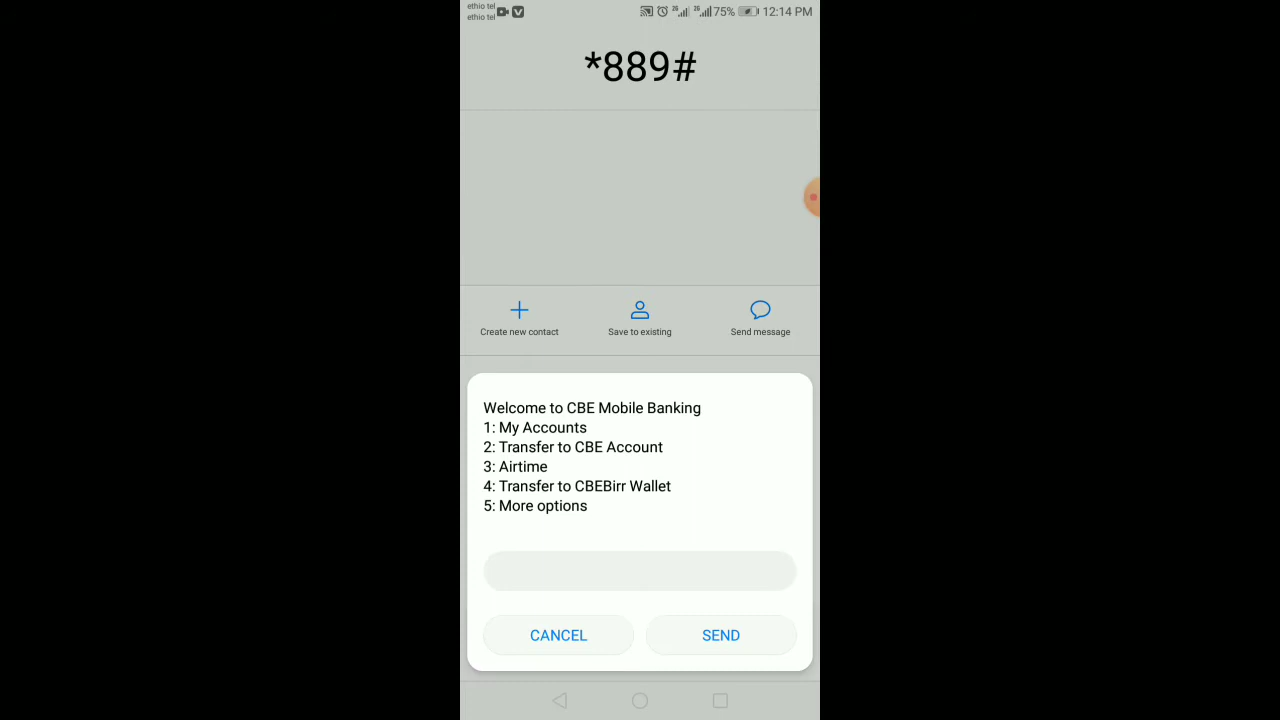 ethio tel
ethio tel
2G 2G 75% 12:14 PM
*889#
Create new contact
Save to existing
Send message
Welcome to CBE Mobile Banking
1: My Accounts
2: Transfer to CBE Account
3: Airtime
4: Transfer to CBEBirr Wallet
5: More options
CANCEL
SEND